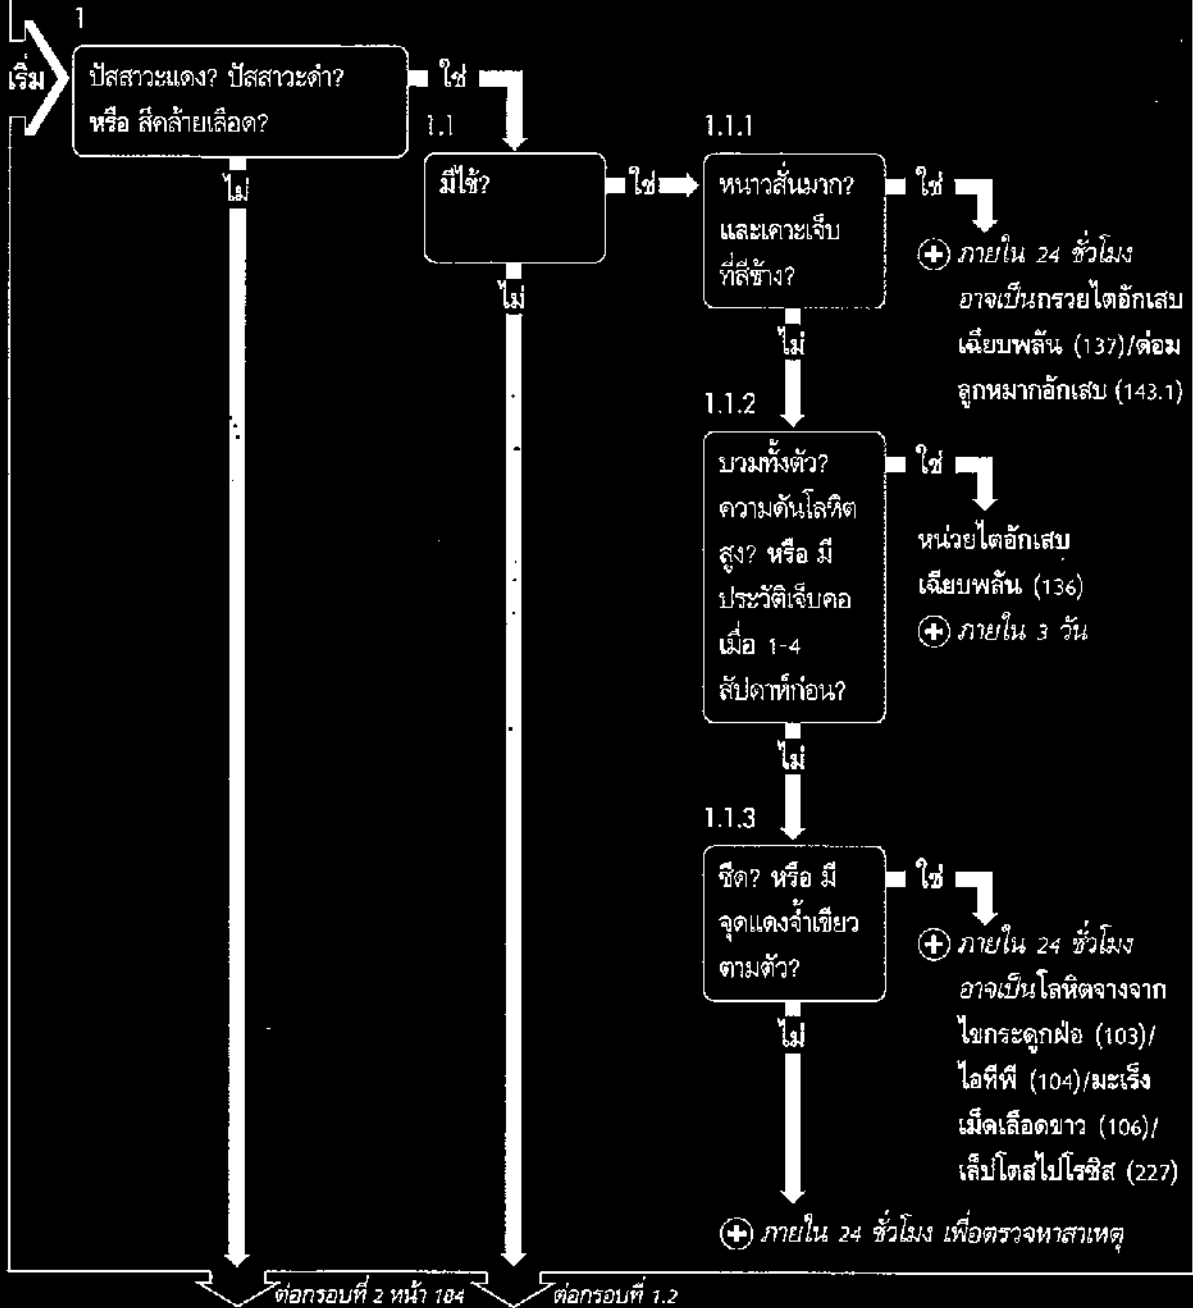 1
เริ่ม
ปัสสาวะแดง? ปัสสาวะดำ?
หรือ สีคล้ายเลือด?
ใช่
ไม่
1.1
มีไข้?
ใช่
ไม่
1.1.1
หนาวสั่นมาก?
และเคาะเจ็บ
ที่สีข้าง?
ใช่
ภายใน 24 ชั่วโมง
อาจเป็นกรวยไตอักเสบ
เฉียบพลัน (137)/ต่อม
ลูกหมากอักเสบ (143.1)
ไม่
1.1.2
บวมทั้งตัว?
ความดันโลหิต
สูง? หรือ มี
ประวัติเจ็บคอ
เมื่อ 1-4
สัปดาห์ก่อน?
ใช่
หน่วยไตอักเสบ
เฉียบพลัน (136)
ภายใน 3 วัน
ไม่
1.1.3
ซีด? หรือ มี
จุดแดงจ้ำเขียว
ตามตัว?
ใช่
ภายใน 24 ชั่วโมง
อาจเป็นโลหิตจางจาก
ไขกระดูกฝ่อ (103)/
ไอทีพี (104)/มะเร็ง
เม็ดเลือดขาว (106)/
เล็ปโตสไปโรซิส (227)
ไม่
ภายใน 24 ชั่วโมง เพื่อตรวจหาสาเหตุ
ต่อกรอบที่ 2 หน้า 184
ต่อกรอบที่ 1.2